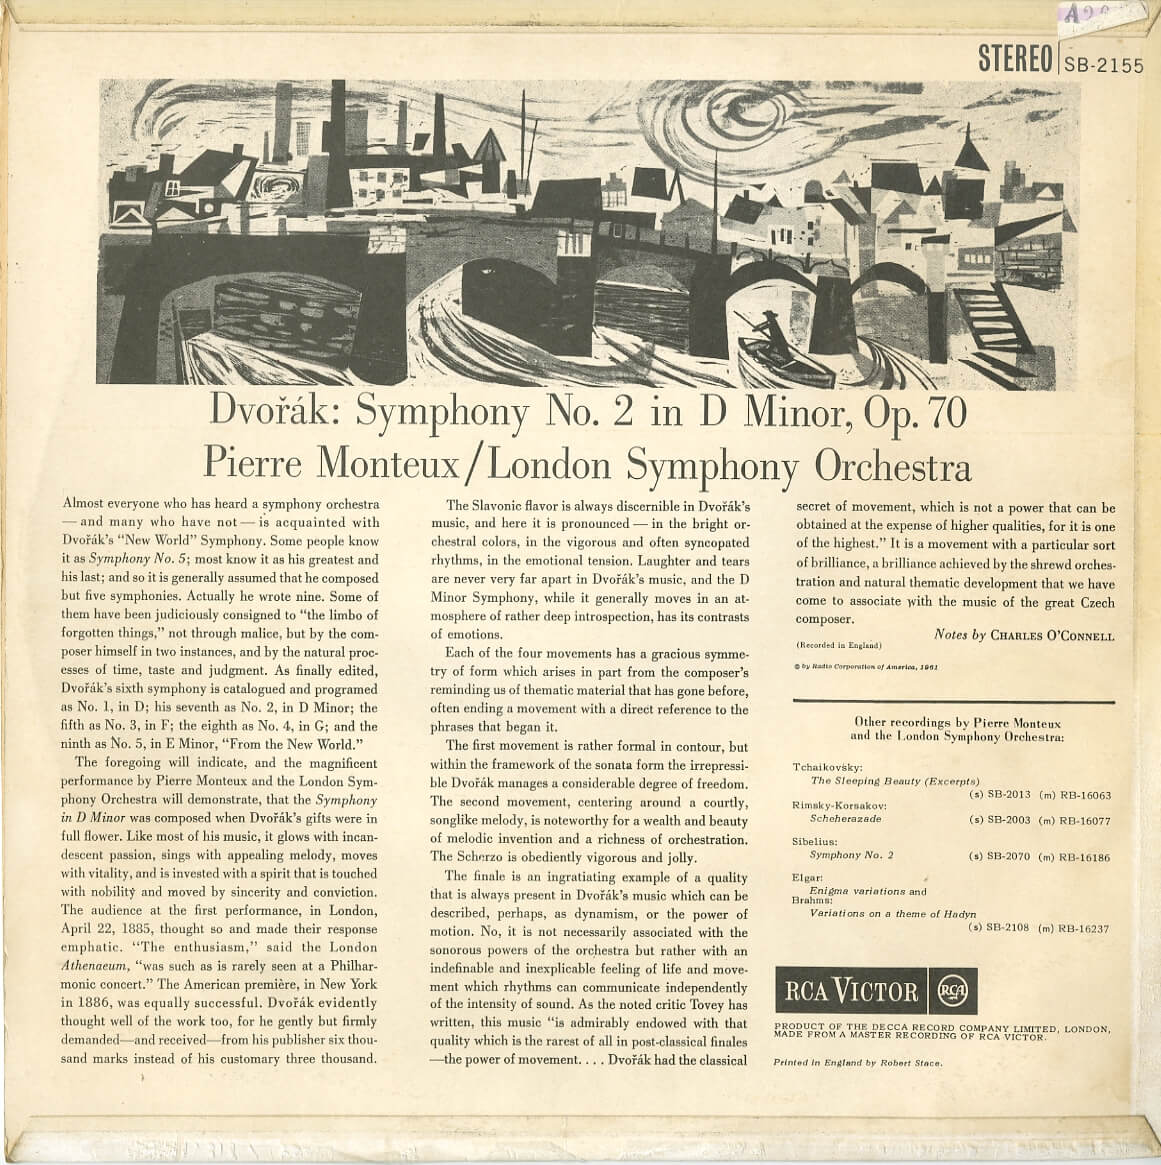 STEREO SB-2155
Dvořák: Symphony No. 2 in D Minor, Op. 70
Pierre Monteux/London Symphony Orchestra
Almost everyone who has heard a symphony orchestra
— and many who have not — is acquainted with
Dvořák's “New World” Symphony. Some people know
it as Symphony No. 5; most know it as his greatest and
his last; and so it is generally assumed that he composed
but five symphonies. Actually he wrote nine. Some of
them have been judiciously consigned to “the limbo of
forgotten things,” not through malice, but by the com-
poser himself in two instances, and by the natural proc-
esses of time, taste and judgment. As finally edited,
Dvořák's sixth symphony is catalogued and programed
as No. 1, in D; his seventh as No. 2, in D Minor; the
fifth as No. 3, in F; the eighth as No. 4, in G; and the
ninth as No. 5, in E Minor, “From the New World.”
The foregoing will indicate, and the magnificent
performance by Pierre Monteux and the London Sym-
phony Orchestra will demonstrate, that the Symphony
in D Minor was composed when Dvořák's gifts were in
full flower. Like most of his music, it glows with incan-
descent passion, sings with appealing melody, moves
with vitality, and is invested with a spirit that is touched
with nobility and moved by sincerity and conviction.
The audience at the first performance, in London,
April 22, 1885, thought so and made their response
emphatic. “The enthusiasm,” said the London
Athenaeum, “was such as is rarely seen at a Philhar-
monic concert.” The American première, in New York
in 1886, was equally successful. Dvořák evidently
thought well of the work too, for he gently but firmly
demanded—and received—from his publisher six thou-
sand marks instead of his customary three thousand.
The Slavonic flavor is always discernible in Dvořák's
music, and here it is pronounced — in the bright or-
chestral colors, in the vigorous and often syncopated
rhythms, in the emotional tension. Laughter and tears
are never very far apart in Dvořák's music, and the D
Minor Symphony, while it generally moves in an at-
mosphere of rather deep introspection, has its contrasts
of emotions.
Each of the four movements has a gracious symme-
try of form which arises in part from the composer's
reminding us of thematic material that has gone before,
often ending a movement with a direct reference to the
phrases that began it.
The first movement is rather formal in contour, but
within the framework of the sonata form the irrepressi-
ble Dvořák manages a considerable degree of freedom.
The second movement, centering around a courtly,
songlike melody, is noteworthy for a wealth and beauty
of melodic invention and a richness of orchestration.
The Scherzo is obediently vigorous and jolly.
The finale is an ingratiating example of a quality
that is always present in Dvořák's music which can be
described, perhaps, as dynamism, or the power of
motion. No, it is not necessarily associated with the
sonorous powers of the orchestra but rather with an
indefinable and inexplicable feeling of life and move-
ment which rhythms can communicate independently
of the intensity of sound. As the noted critic Tovey has
written, this music “is admirably endowed with that
quality which is the rarest of all in post-classical finales
—the power of movement. . . . Dvořák had the classical
secret of movement, which is not a power that can be
obtained at the expense of higher qualities, for it is one
of the highest.” It is a movement with a particular sort
of brilliance, a brilliance achieved by the shrewd orches-
tration and natural thematic development that we have
come to associate with the music of the great Czech
composer.
Notes by CHARLES O'CONNELL
(Recorded in England)
© by Radio Corporation of America, 1961
Other recordings by Pierre Monteux
and the London Symphony Orchestra:
Tchaikovsky:
The Sleeping Beauty (Excerpts)
(s) SB-2013 (m) RB-16063
Rimsky-Korsakov:
Scheherazade (s) SB-2003 (m) RB-16077
Sibelius:
Symphony No. 2 (s) SB-2070 (m) RB-16186
Elgar:
Enigma variations and
Brahms:
Variations on a theme of Hadyn
(s) SB-2108 (m) RB-16237
RCA VICTOR RCA
PRODUCT OF THE DECCA RECORD COMPANY LIMITED, LONDON,
MADE FROM A MASTER RECORDING OF RCA VICTOR.
Printed in England by Robert Stace.